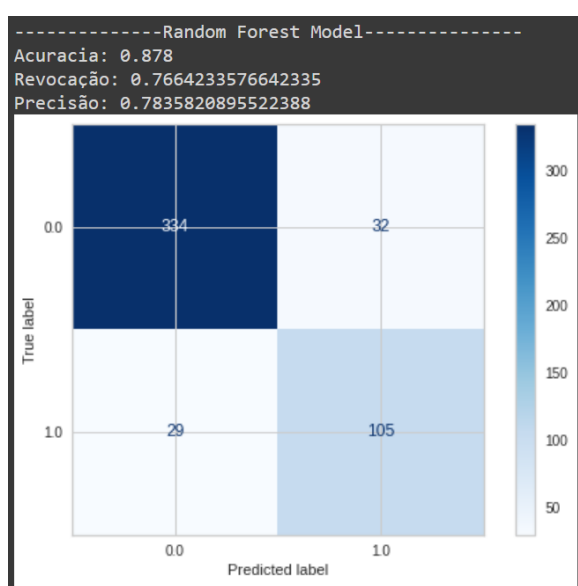 --------------Random Forest Model---------------
Acuracia: 0.878
Revocação: 0.7664233576642335
Precisão: 0.7835820895522388
300
0.0
334
32
250
200
True label
150
1.0
29
105
100
50
0.0
1.0
Predicted label